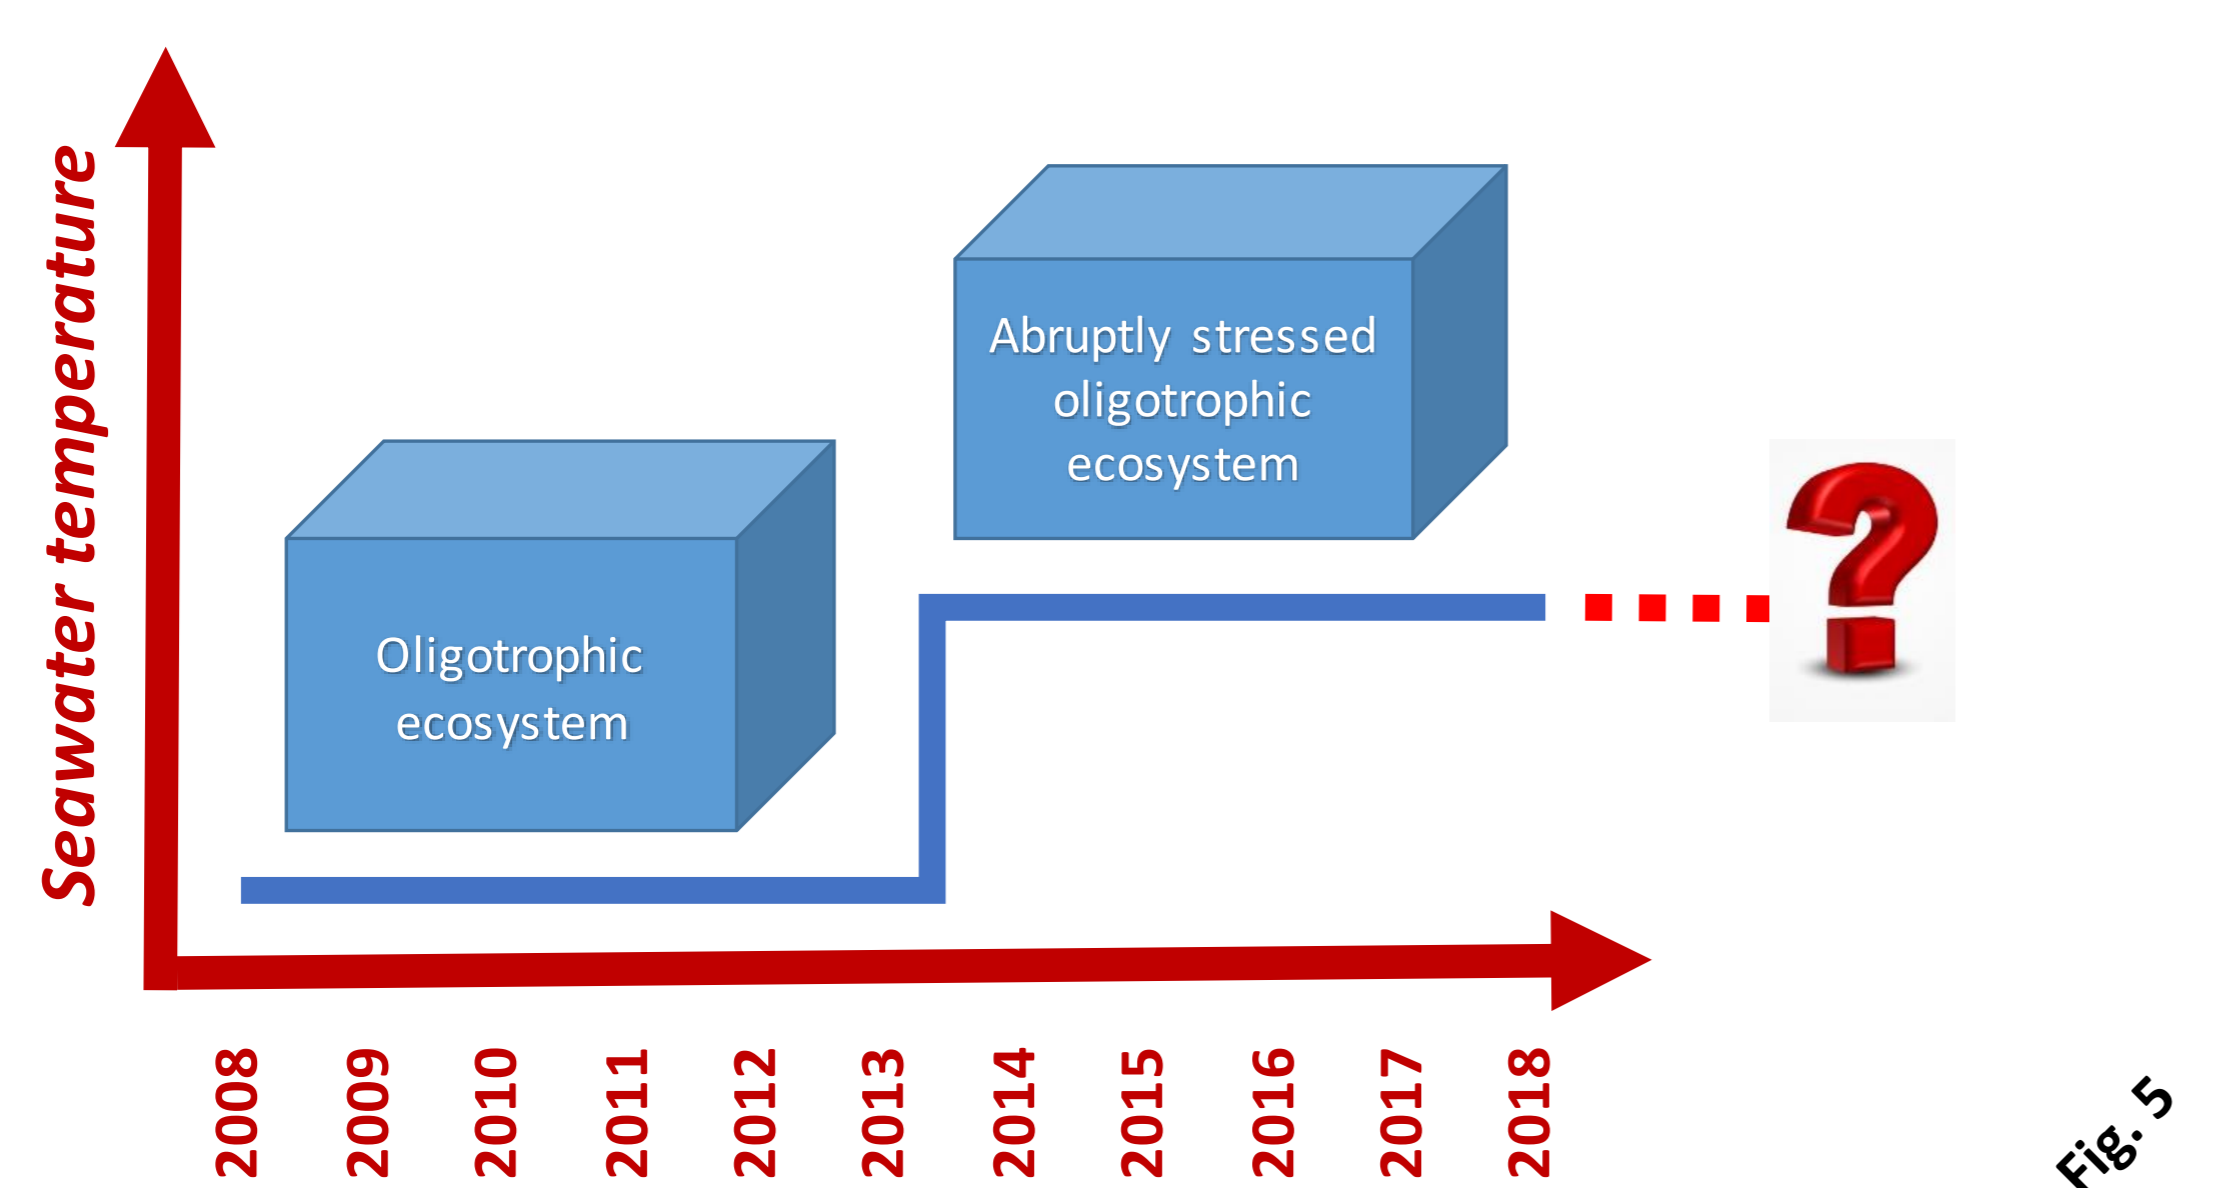 Seawater temperature
Abruptly stressed
oligotrophic
ecosystem
Oligotrophic
ecosystem
?
2008
2009
2010
2011
2012
2013
2014
2015
2016
2017
2018
Fig. 5